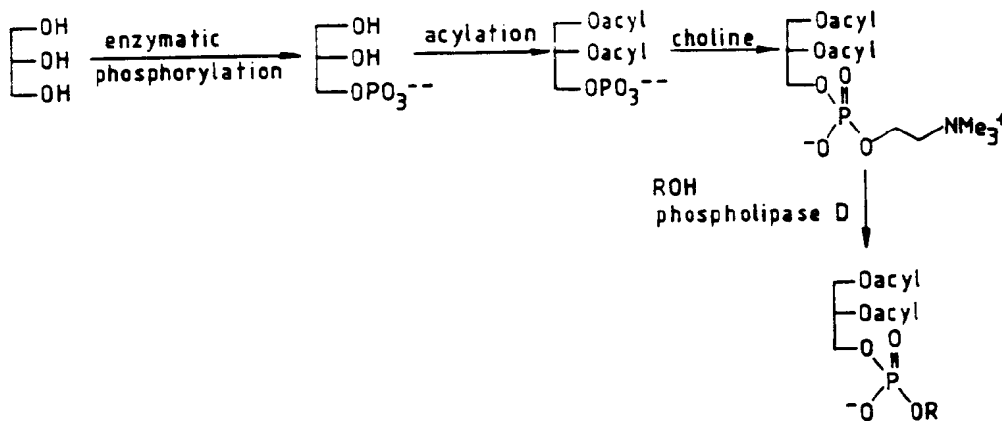 OH
OH
OH
enzymatic
phosphorylation
OH
OH
OPO₃⁻⁻
acylation
Oacyl
Oacyl
OPO₃⁻⁻
choline
Oacyl
Oacyl
O
O
P
⁻O
O
NMe₃⁺
ROH
phospholipase D
Oacyl
Oacyl
O
O
P
⁻O
OR